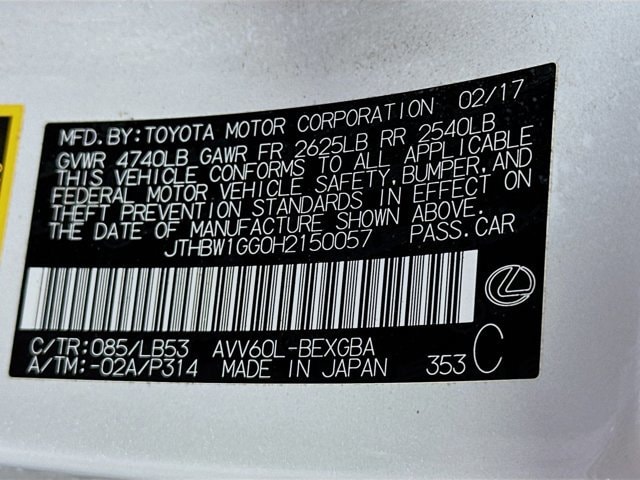 MFD. BY: TOYOTA MOTOR CORPORATION 02/17
GVWR 4740LB GAWR FR 2625LB RR 2540LB
THIS VEHICLE CONFORMS TO ALL APPLICABLE
FEDERAL MOTOR VEHICLE SAFETY, BUMPER, AND
THEFT PREVENTION STANDARDS IN EFFECT ON
THE DATE OF MANUFACTURE SHOWN ABOVE.
JTHBW1GG0H2150057 PASS. CAR
C/TR: 085/LB53 AVV60L-BEXGBA
A/TM: -02A/P314 MADE IN JAPAN 353 C